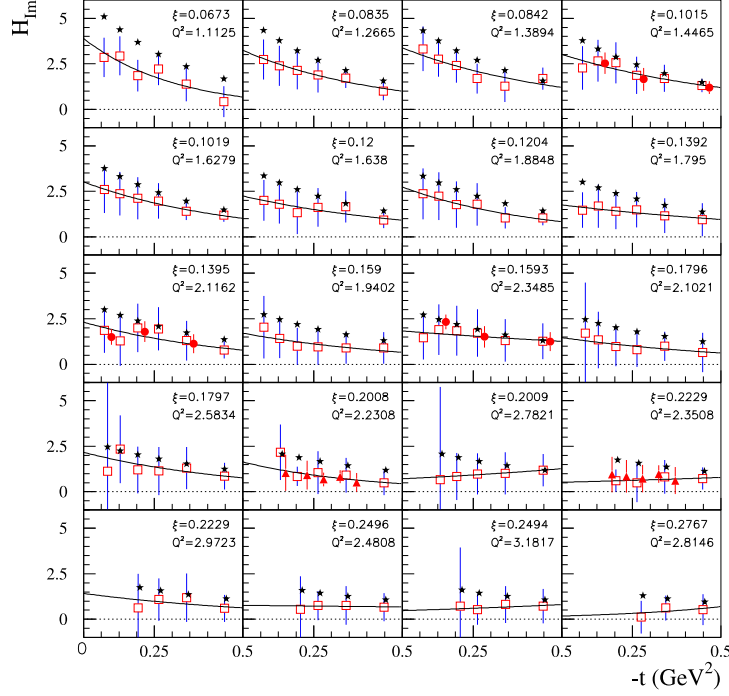 H_Im
ξ=0.0673
Q²=1.1125
ξ=0.0835
Q²=1.2665
ξ=0.0842
Q²=1.3894
ξ=0.1015
Q²=1.4465
5
2.5
0
ξ=0.1019
Q²=1.6279
ξ=0.12
Q²=1.638
ξ=0.1204
Q²=1.8848
ξ=0.1392
Q²=1.795
5
2.5
0
ξ=0.1395
Q²=2.1162
ξ=0.159
Q²=1.9402
ξ=0.1593
Q²=2.3485
ξ=0.1796
Q²=2.1021
5
2.5
0
ξ=0.1797
Q²=2.5834
ξ=0.2008
Q²=2.2308
ξ=0.2009
Q²=2.7821
ξ=0.2229
Q²=2.3508
5
2.5
0
ξ=0.2229
Q²=2.9723
ξ=0.2496
Q²=2.4808
ξ=0.2494
Q²=3.1817
ξ=0.2767
Q²=2.8146
5
2.5
0
0 0.25 0.5 0.25 0.5 0.25 0.5 0.25 0.5
-t (GeV²)